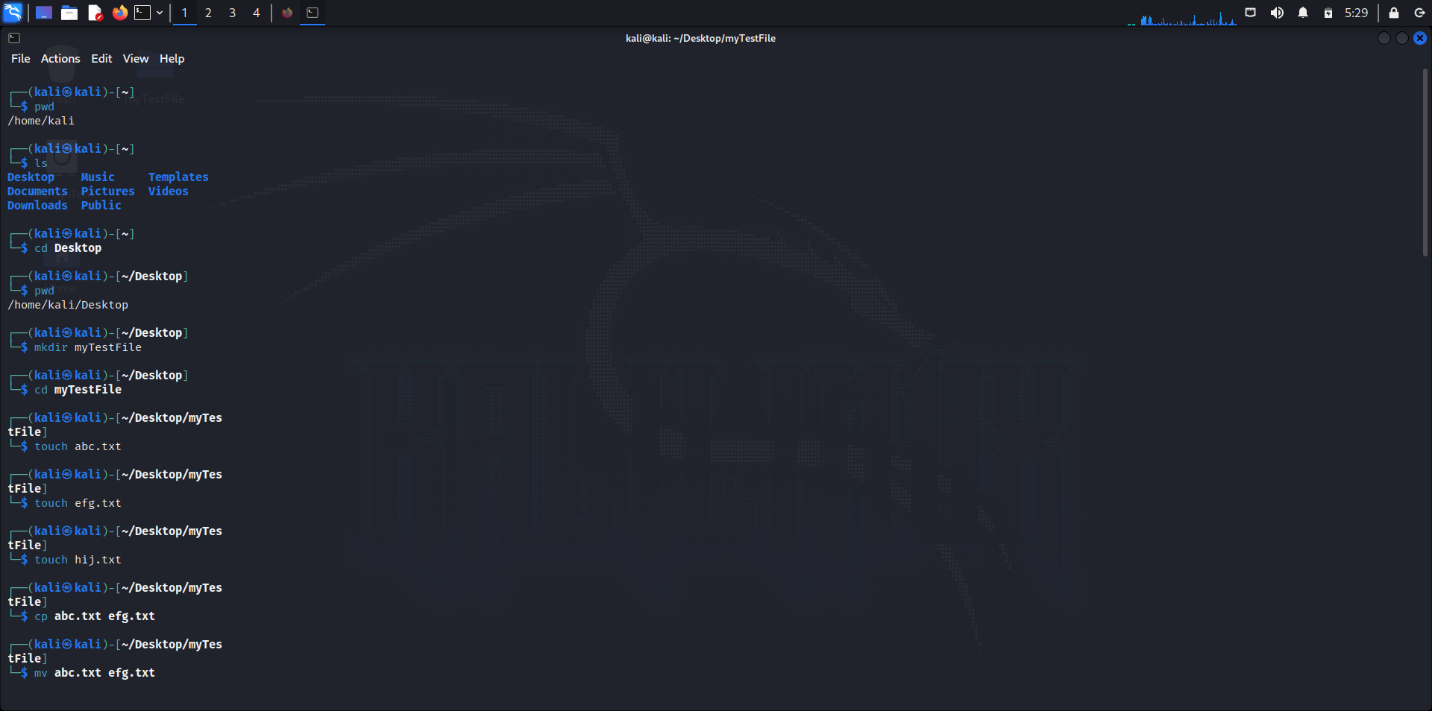 1 2 3 4 5:29
kali@kali: ~/Desktop/myTestFile
File Actions Edit View Help
┌──(kali㉿kali)-[~]
└─$ pwd
/home/kali
┌──(kali㉿kali)-[~]
└─$ ls
Desktop Music Templates
Documents Pictures Videos
Downloads Public
┌──(kali㉿kali)-[~]
└─$ cd Desktop
┌──(kali㉿kali)-[~/Desktop]
└─$ pwd
/home/kali/Desktop
┌──(kali㉿kali)-[~/Desktop]
└─$ mkdir myTestFile
┌──(kali㉿kali)-[~/Desktop]
└─$ cd myTestFile
┌──(kali㉿kali)-[~/Desktop/myTes
tFile]
└─$ touch abc.txt
┌──(kali㉿kali)-[~/Desktop/myTes
tFile]
└─$ touch efg.txt
┌──(kali㉿kali)-[~/Desktop/myTes
tFile]
└─$ touch hij.txt
┌──(kali㉿kali)-[~/Desktop/myTes
tFile]
└─$ cp abc.txt efg.txt
┌──(kali㉿kali)-[~/Desktop/myTes
tFile]
└─$ mv abc.txt efg.txt